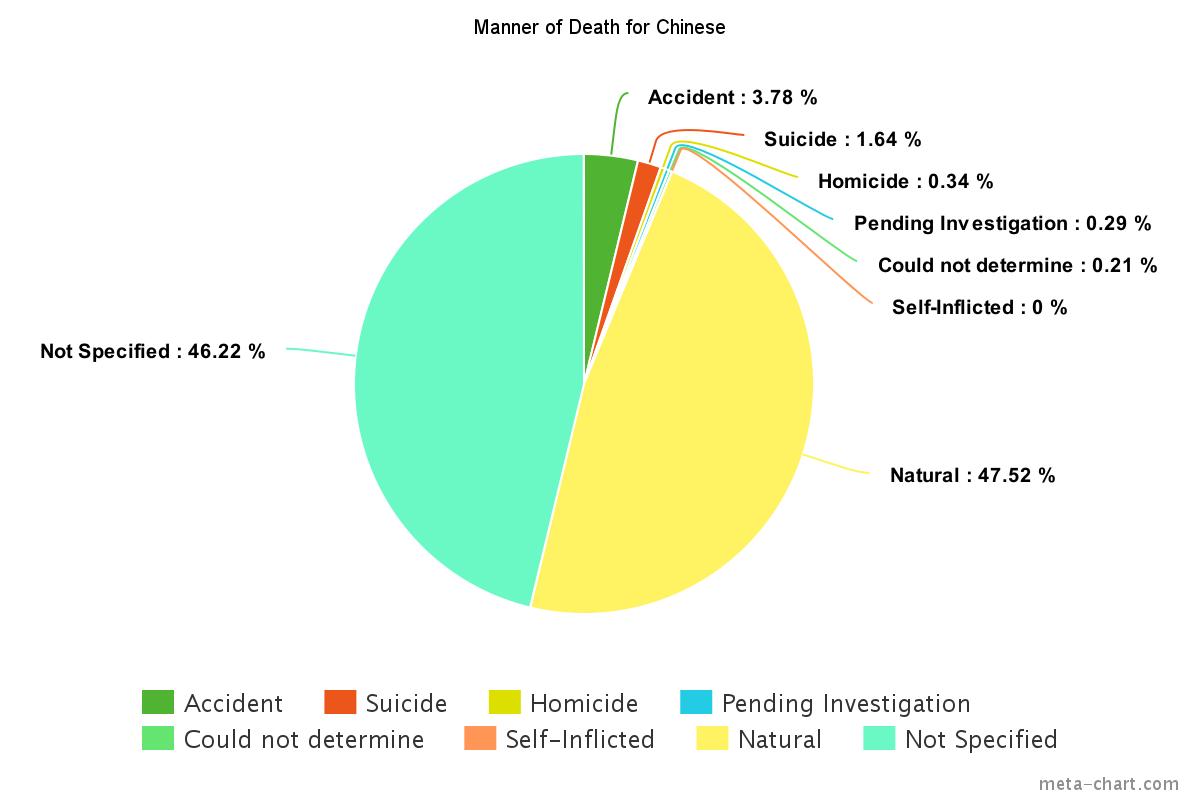 Manner of Death for Chinese
Accident : 3.78 %
Suicide : 1.64 %
Homicide : 0.34 %
Pending Investigation : 0.29 %
Could not determine : 0.21 %
Self-Inflicted : 0 %
Not Specified : 46.22 %
Natural : 47.52 %
Accident Suicide Homicide Pending Investigation
Could not determine Self-Inflicted Natural Not Specified
meta-chart.com